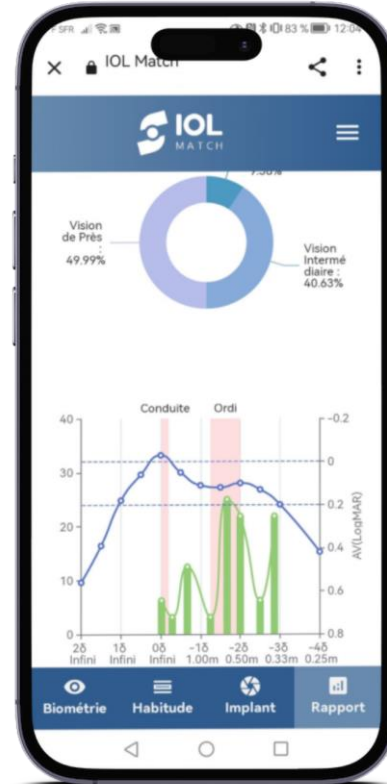 SFR
83 % 12:04
IOL Match
IOL
MATCH
Vision
de Près
:
49.99%
Vision
Intermé
diaire :
40.63%
Conduite Ordi
40
30
20
10
0
-0.2
0
0.2
0.4
0.6
0.8
AV(LogMAR)
2δ 1δ 0δ -1δ -2δ -3δ -4δ
Infini Infini Infini 1.00m 0.50m 0.33m 0.25m
Biométrie Habitude Implant Rapport